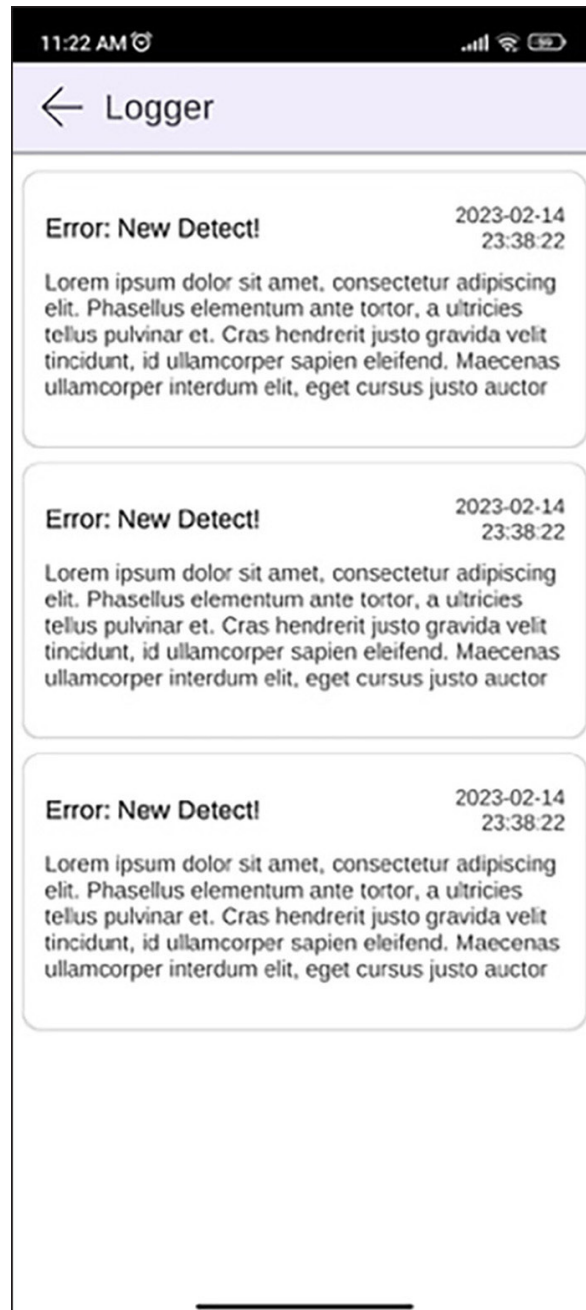 11:22 AM
Logger
Error: New Detect!
2023-02-14
23:38:22
Lorem ipsum dolor sit amet, consectetur adipiscing
elit. Phasellus elementum ante tortor, a ultricies
tellus pulvinar et. Cras hendrerit justo gravida velit
tincidunt, id ullamcorper sapien eleifend. Maecenas
ullamcorper interdum elit, eget cursus justo auctor
Error: New Detect!
2023-02-14
23:38:22
Lorem ipsum dolor sit amet, consectetur adipiscing
elit. Phasellus elementum ante tortor, a ultricies
tellus pulvinar et. Cras hendrerit justo gravida velit
tincidunt, id ullamcorper sapien eleifend. Maecenas
ullamcorper interdum elit, eget cursus justo auctor
Error: New Detect!
2023-02-14
23:38:22
Lorem ipsum dolor sit amet, consectetur adipiscing
elit. Phasellus elementum ante tortor, a ultricies
tellus pulvinar et. Cras hendrerit justo gravida velit
tincidunt, id ullamcorper sapien eleifend. Maecenas
ullamcorper interdum elit, eget cursus justo auctor